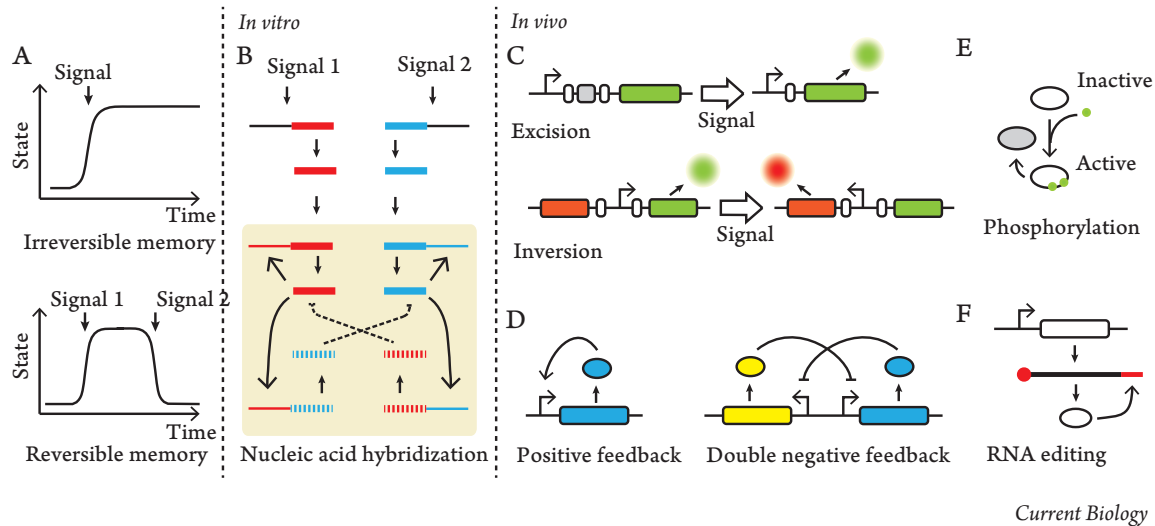 In vitro
In vivo
A
Signal
State
Time
Irreversible memory
Signal 1
Signal 2
State
Time
Reversible memory
B
Signal 1
Signal 2
Nucleic acid hybridization
C
Signal
Excision
Signal
Inversion
D
Positive feedback
Double negative feedback
E
Inactive
Active
Phosphorylation
F
RNA editing
Current Biology